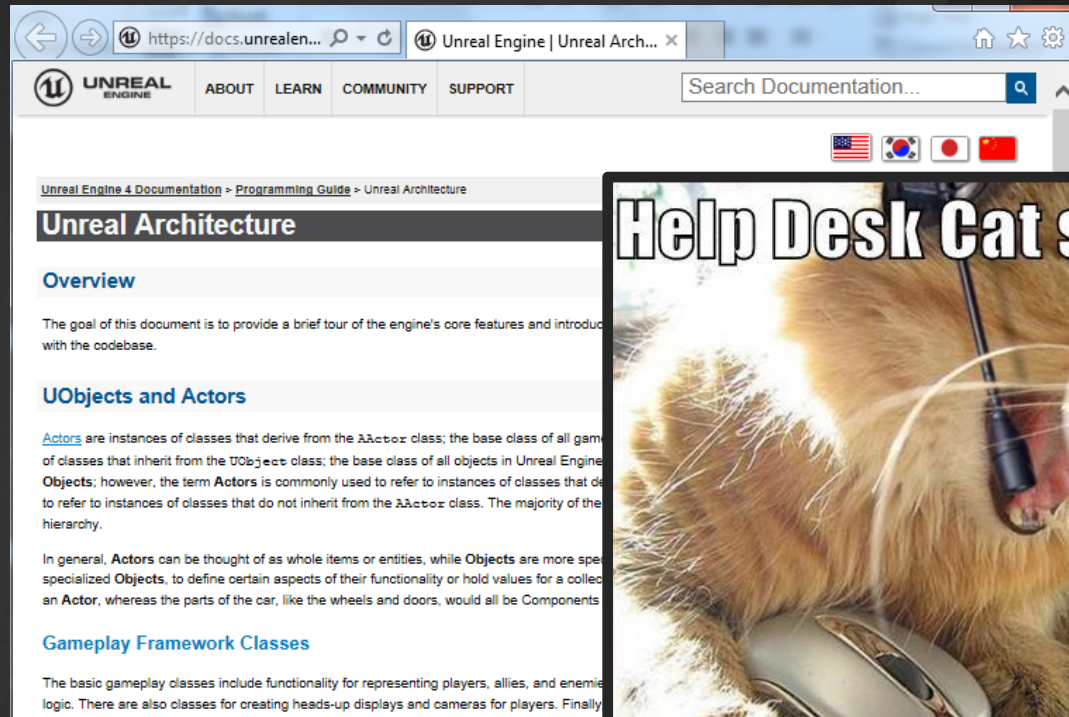 https://docs.unrealen...
Unreal Engine | Unreal Arch...
UNREAL
ENGINE
ABOUT LEARN COMMUNITY SUPPORT
Search Documentation...
Unreal Engine 4 Documentation > Programming Guide > Unreal Architecture
Unreal Architecture
Overview
The goal of this document is to provide a brief tour of the engine's core features and introduc
with the codebase.
UObjects and Actors
Actors are instances of classes that derive from the AActor class; the base class of all gam
of classes that inherit from the UObject class; the base class of all objects in Unreal Engine
Objects; however, the term Actors is commonly used to refer to instances of classes that de
to refer to instances of classes that do not inherit from the AActor class. The majority of the
hierarchy.
In general, Actors can be thought of as whole items or entities, while Objects are more spe
specialized Objects, to define certain aspects of their functionality or hold values for a collec
an Actor, whereas the parts of the car, like the wheels and doors, would all be Components
Gameplay Framework Classes
The basic gameplay classes include functionality for representing players, allies, and enemie
logic. There are also classes for creating heads-up displays and cameras for players. Finally
Help Desk Cat s